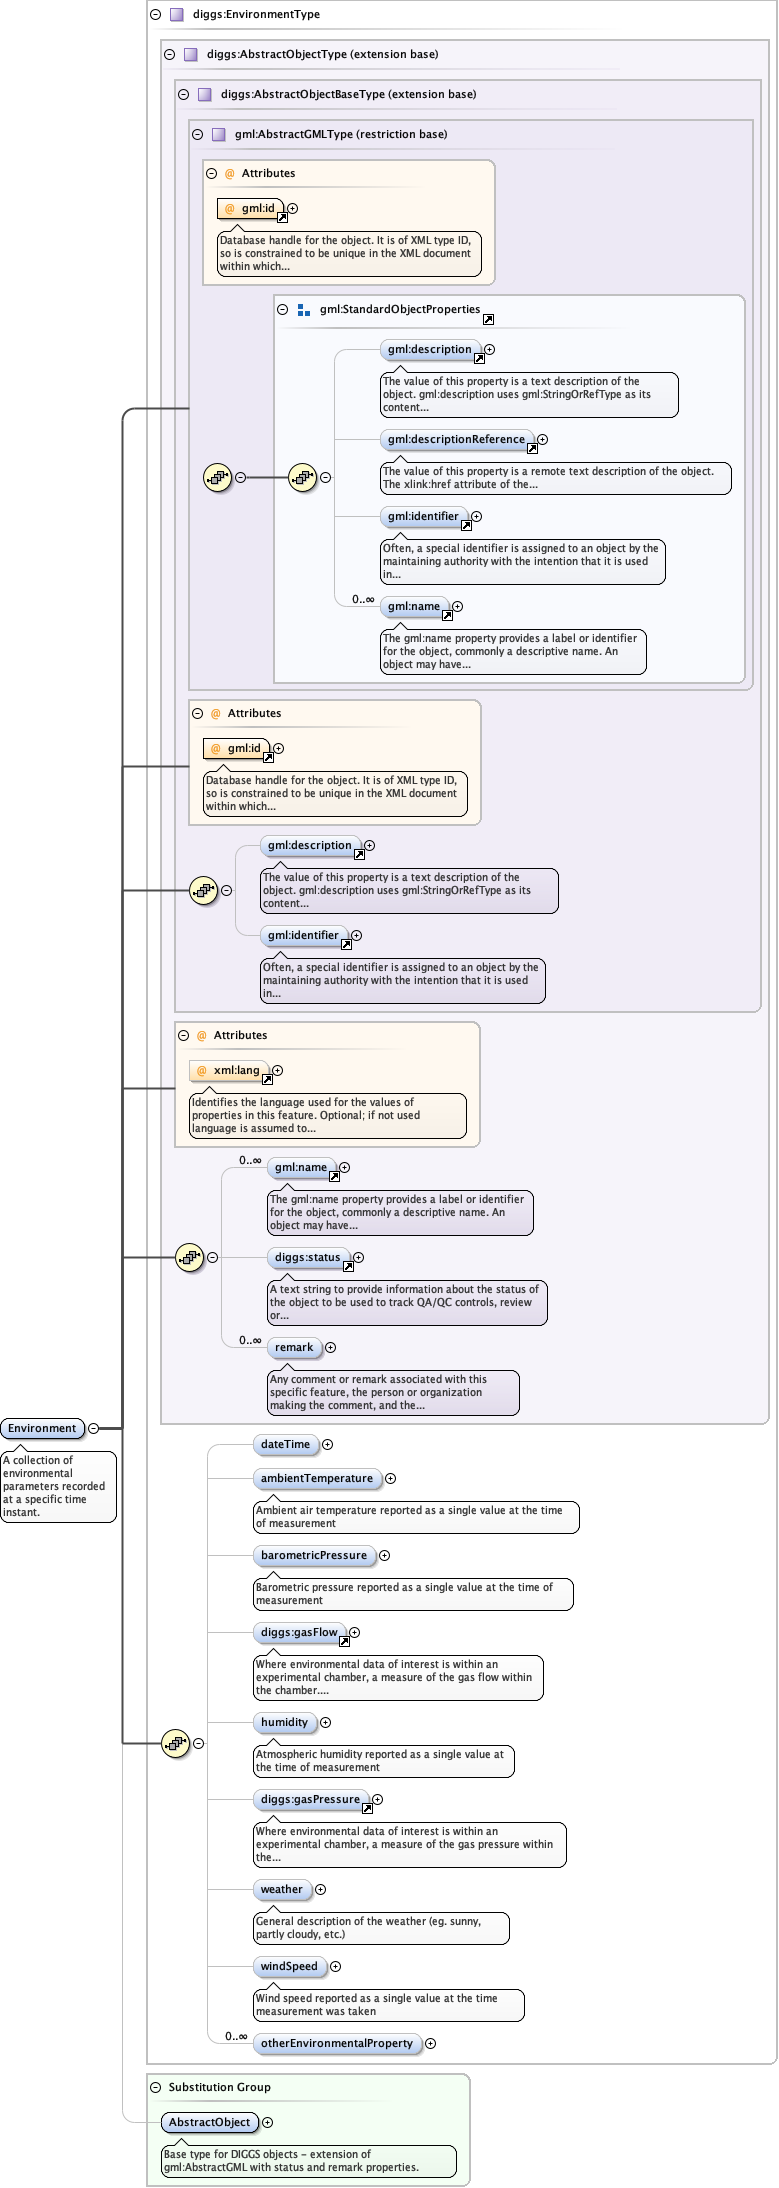 diggs:EnvironmentType
diggs:AbstractObjectType (extension base)
diggs:AbstractObjectBaseType (extension base)
gml:AbstractGMLType (restriction base)
@ Attributes
@ gml:id
Database handle for the object. It is of XML type ID,
so is constrained to be unique in the XML document
within which...
gml:StandardObjectProperties
gml:description
The value of this property is a text description of the
object. gml:description uses gml:StringOrRefType as its
content...
gml:descriptionReference
The value of this property is a remote text description of the object.
The xlink:href attribute of the...
gml:identifier
Often, a special identifier is assigned to an object by the
maintaining authority with the intention that it is used
in...
0..∞
gml:name
The gml:name property provides a label or identifier
for the object, commonly a descriptive name. An
object may have...
@ Attributes
@ gml:id
Database handle for the object. It is of XML type ID,
so is constrained to be unique in the XML document
within which...
gml:description
The value of this property is a text description of the
object. gml:description uses gml:StringOrRefType as its
content...
gml:identifier
Often, a special identifier is assigned to an object by the
maintaining authority with the intention that it is used
in...
@ Attributes
@ xml:lang
Identifies the language used for the values of
properties in this feature. Optional; if not used
language is assumed to...
0..∞
gml:name
The gml:name property provides a label or identifier
for the object, commonly a descriptive name. An
object may have...
diggs:status
A text string to provide information about the status of
the object to be used to track QA/QC controls, review
or...
0..∞
remark
Any comment or remark associated with this
specific feature, the person or organization
making the comment, and the...
Environment
A collection of
environmental
parameters recorded
at a specific time
instant.
dateTime
ambientTemperature
Ambient air temperature reported as a single value at the time
of measurement
barometricPressure
Barometric pressure reported as a single value at the time of
measurement
diggs:gasFlow
Where environmental data of interest is within an
experimental chamber, a measure of the gas flow within
the chamber....
humidity
Atmospheric humidity reported as a single value at
the time of measurement
diggs:gasPressure
Where environmental data of interest is within an
experimental chamber, a measure of the gas pressure within
the...
weather
General description of the weather (eg. sunny,
partly cloudy, etc.)
windSpeed
Wind speed reported as a single value at the time
measurement was taken
0..∞
otherEnvironmentalProperty
Substitution Group
AbstractObject
Base type for DIGGS objects - extension of
gml:AbstractGML with status and remark properties.